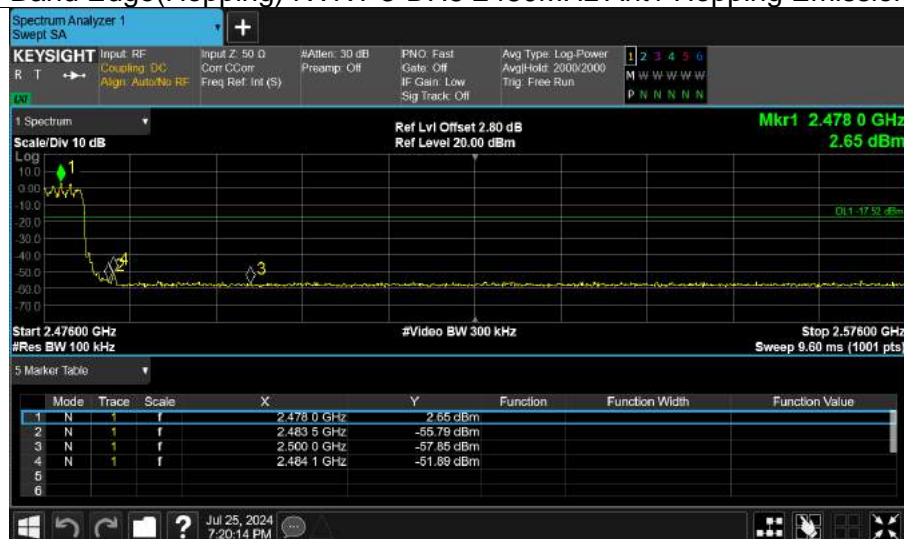 Spectrum Analyzer 1
Swept SA
+
KEYSIGHT
R T
LXI
Input: RF
Coupling: DC
Align: Auto/No RF
Input Z: 50 Ω
Corr CCorr
Freq Ref: Int (S)
#Atten: 30 dB
Preamp: Off
PNO: Fast
Gate: Off
IF Gain: Low
Sig Track: Off
Avg Type: Log-Power
Avg|Hold: 2000/2000
Trig: Free Run
1 2 3 4 5 6
M W W W W W
P N N N N N
1 Spectrum
Scale/Div 10 dB
Ref Lvl Offset 2.80 dB
Ref Level 20.00 dBm
Mkr1 2.478 0 GHz
2.65 dBm
Log
10.0
0.00
-10.0
-20.0
-30.0
-40.0
-50.0
-60.0
-70.0
1
2
4
3
DL1 -17.52 dBm
Start 2.47600 GHz
#Res BW 100 kHz
#Video BW 300 kHz
Stop 2.57600 GHz
Sweep 9.60 ms (1001 pts)
5 Marker Table
Mode Trace Scale X Y Function Function Width Function Value
1 N 1 f 2.478 0 GHz 2.65 dBm
2 N 1 f 2.483 5 GHz -55.79 dBm
3 N 1 f 2.500 0 GHz -57.85 dBm
4 N 1 f 2.484 1 GHz -51.89 dBm
5
6
?
Jul 25, 2024
7:20:14 PM